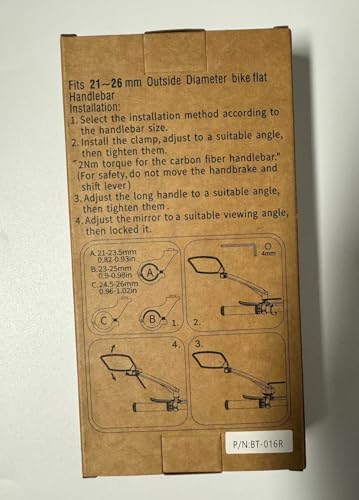 Fits 21~26 mm Outside Diameter bike flat
Handlebar
Installation:
1. Select the installation method according to
the handlebar size.
2. Install the clamp, adjust to a suitable angle,
then tighten them.
"2Nm torque for the carbon fiber handlebar."
(For safety, do not move the handbrake and
shift lever)
3. Adjust the long handle to a suitable angle,
then tighten them.
4. Adjust the mirror to a suitable viewing angle,
then locked it.
A. 21-23.5mm
0.82-0.93in
B. 23-25mm
0.9-0.98in
C. 24.5-26mm
0.96-1.02in
A
C
B
1.
4mm
2.
4.
3.
P/N:BT-016R